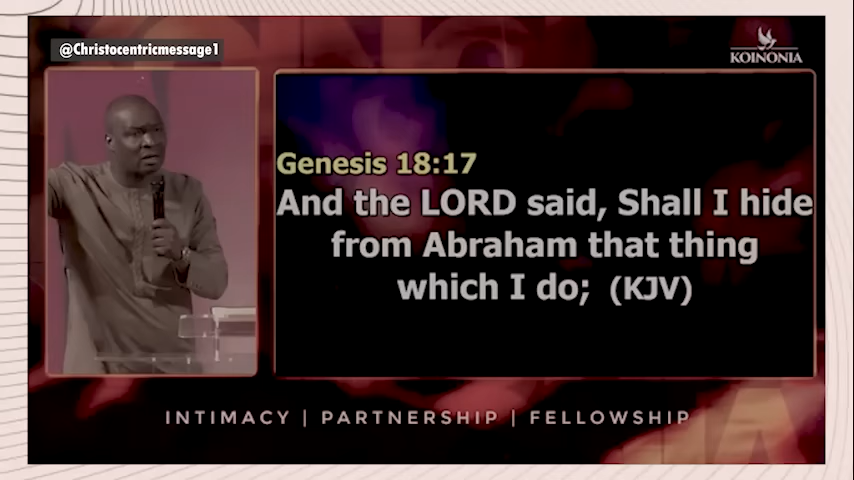 @Christocentricmessage1
KOINONIA
Genesis 18:17
And the LORD said, Shall I hide
from Abraham that thing
which I do; (KJV)
INTIMACY | PARTNERSHIP | FELLOWSHIP